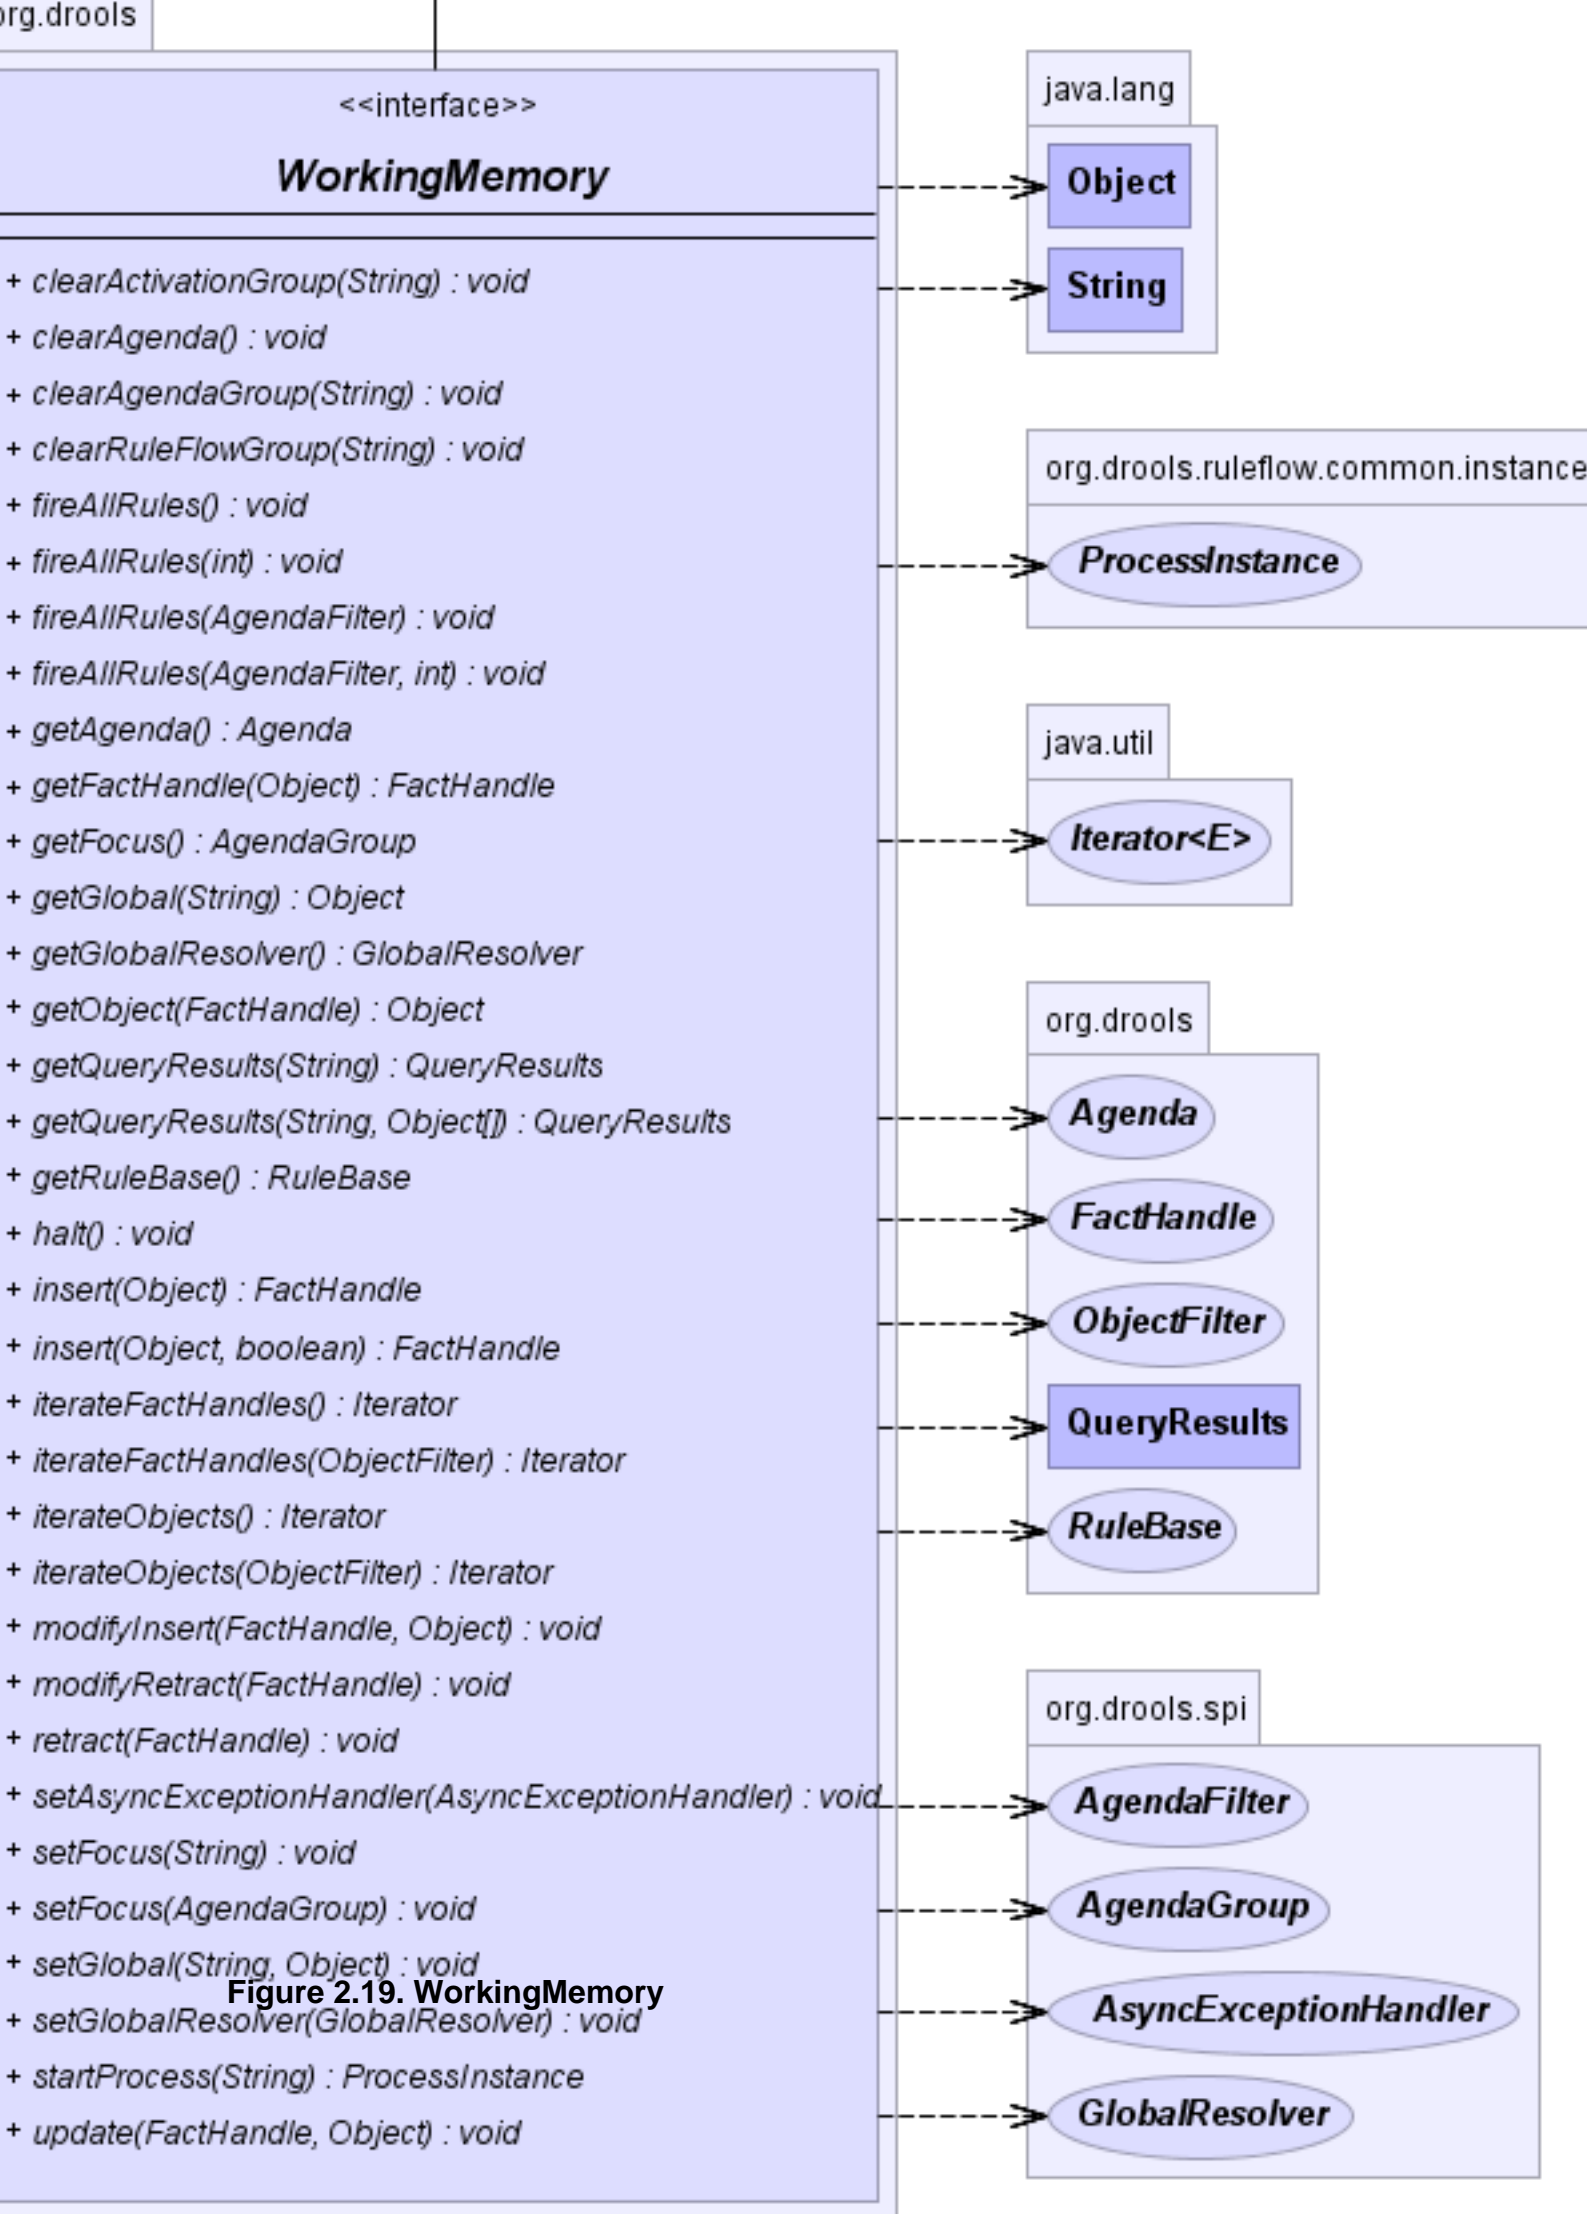 org.drools
<<interface>>
WorkingMemory
+ clearActivationGroup(String) : void
+ clearAgenda() : void
+ clearAgendaGroup(String) : void
+ clearRuleFlowGroup(String) : void
+ fireAllRules() : void
+ fireAllRules(int) : void
+ fireAllRules(AgendaFilter) : void
+ fireAllRules(AgendaFilter, int) : void
+ getAgenda() : Agenda
+ getFactHandle(Object) : FactHandle
+ getFocus() : AgendaGroup
+ getGlobal(String) : Object
+ getGlobalResolver() : GlobalResolver
+ getObject(FactHandle) : Object
+ getQueryResults(String) : QueryResults
+ getQueryResults(String, Object[]) : QueryResults
+ getRuleBase() : RuleBase
+ halt() : void
+ insert(Object) : FactHandle
+ insert(Object, boolean) : FactHandle
+ iterateFactHandles() : Iterator
+ iterateFactHandles(ObjectFilter) : Iterator
+ iterateObjects() : Iterator
+ iterateObjects(ObjectFilter) : Iterator
+ modifyInsert(FactHandle, Object) : void
+ modifyRetract(FactHandle) : void
+ retract(FactHandle) : void
+ setAsyncExceptionHandler(AsyncExceptionHandler) : void
+ setFocus(String) : void
+ setFocus(AgendaGroup) : void
+ setGlobal(String, Object) : void
Figure 2.19. WorkingMemory
+ setGlobalResolver(GlobalResolver) : void
+ startProcess(String) : ProcessInstance
+ update(FactHandle, Object) : void
java.lang
Object
String
org.drools.ruleflow.common.instance
ProcessInstance
java.util
Iterator<E>
org.drools
Agenda
FactHandle
ObjectFilter
QueryResults
RuleBase
org.drools.spi
AgendaFilter
AgendaGroup
AsyncExceptionHandler
GlobalResolver